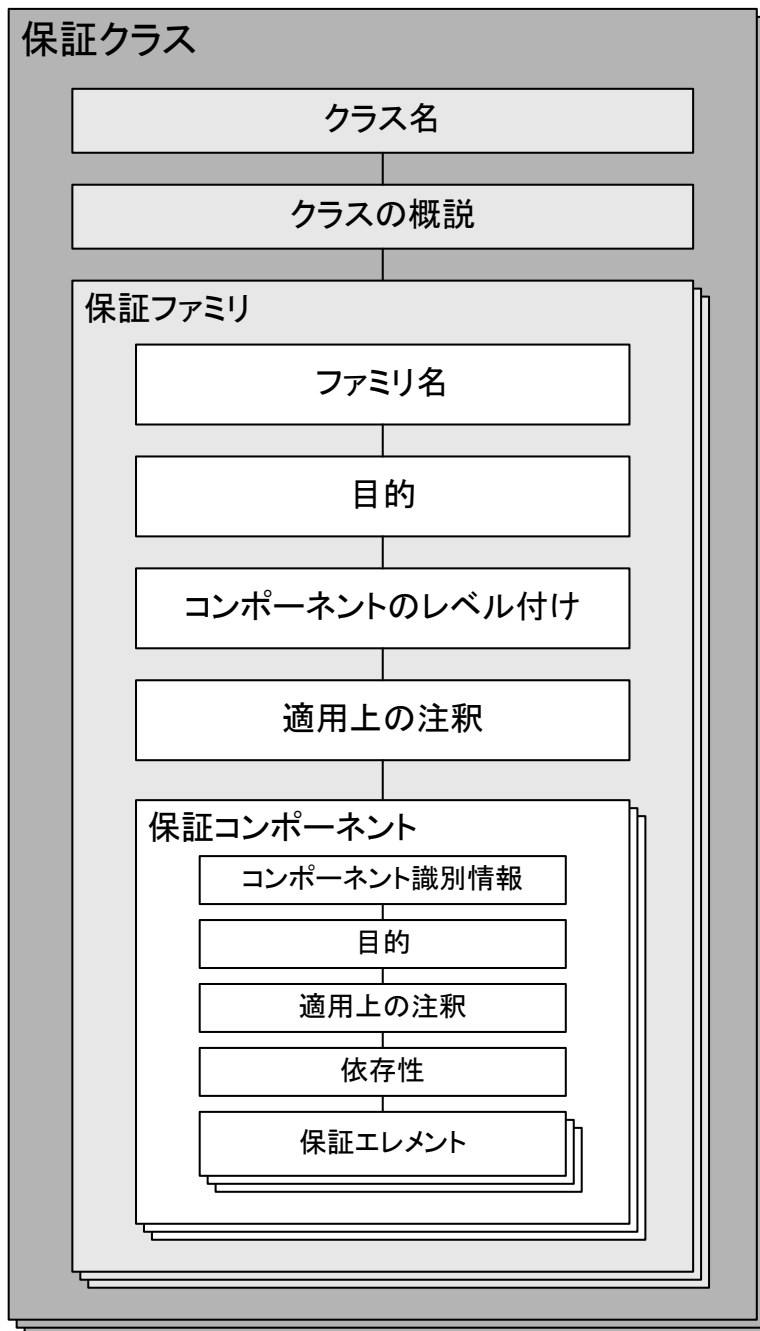 保証クラス
クラス名
クラスの概説
保証ファミリ
ファミリ名
目的
コンポーネントのレベル付け
適用上の注釈
保証コンポーネント
コンポーネント識別情報
目的
適用上の注釈
依存性
保証エレメント